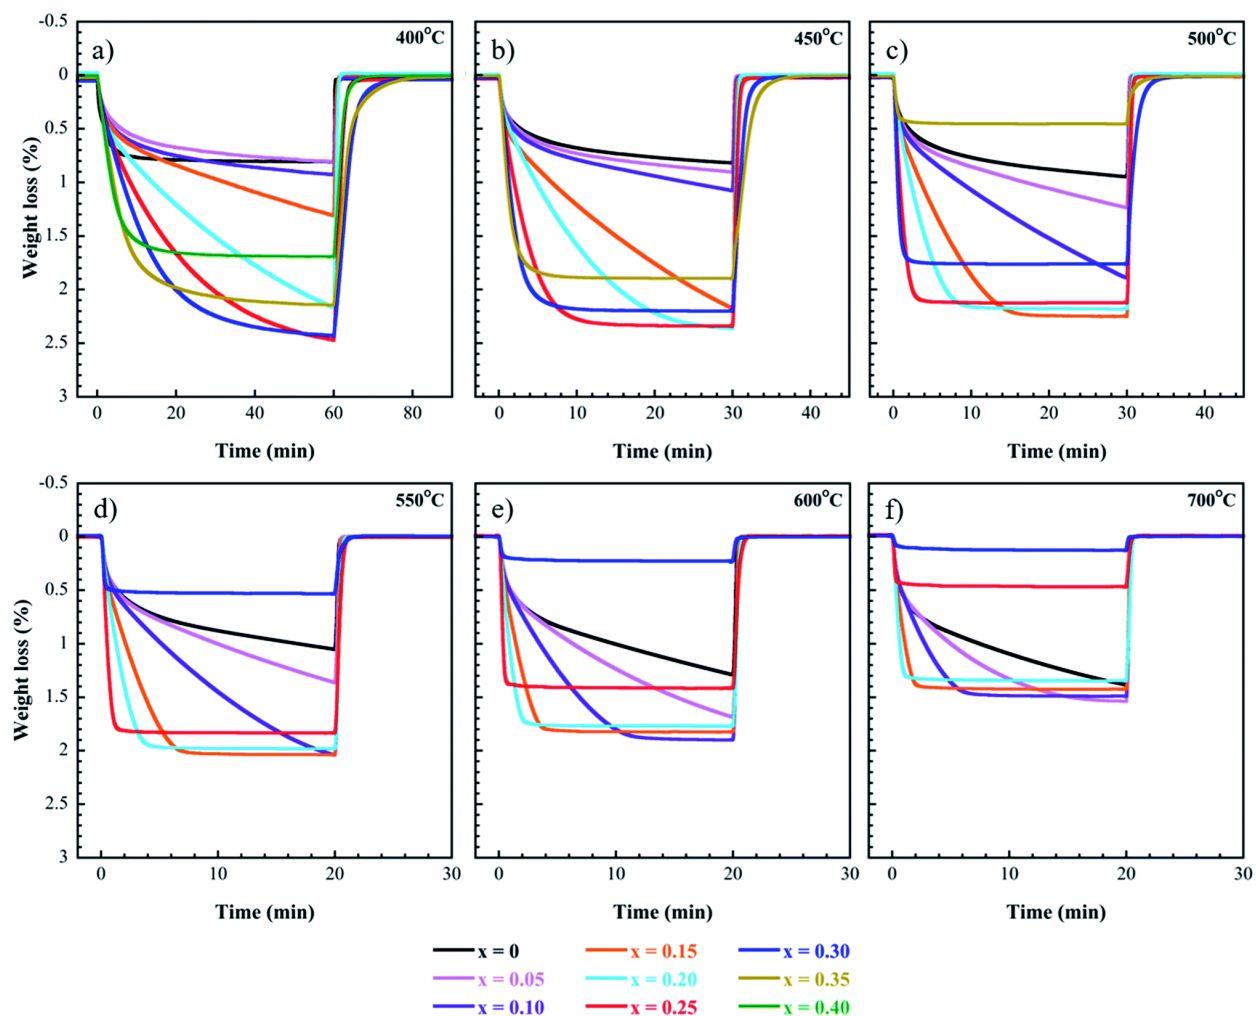 a) 400°C
b) 450°C
c) 500°C
-0.5
0
0.5
1
1.5
2
2.5
3
Weight loss (%)
0 20 40 60 80
0 10 20 30 40
0 10 20 30 40
Time (min) Time (min) Time (min)
d) 550°C
e) 600°C
f) 700°C
-0.5
0
0.5
1
1.5
2
2.5
3
Weight loss (%)
0 10 20 30
0 10 20 30
0 10 20 30
Time (min) Time (min) Time (min)
x = 0 x = 0.15 x = 0.30
x = 0.05 x = 0.20 x = 0.35
x = 0.10 x = 0.25 x = 0.40